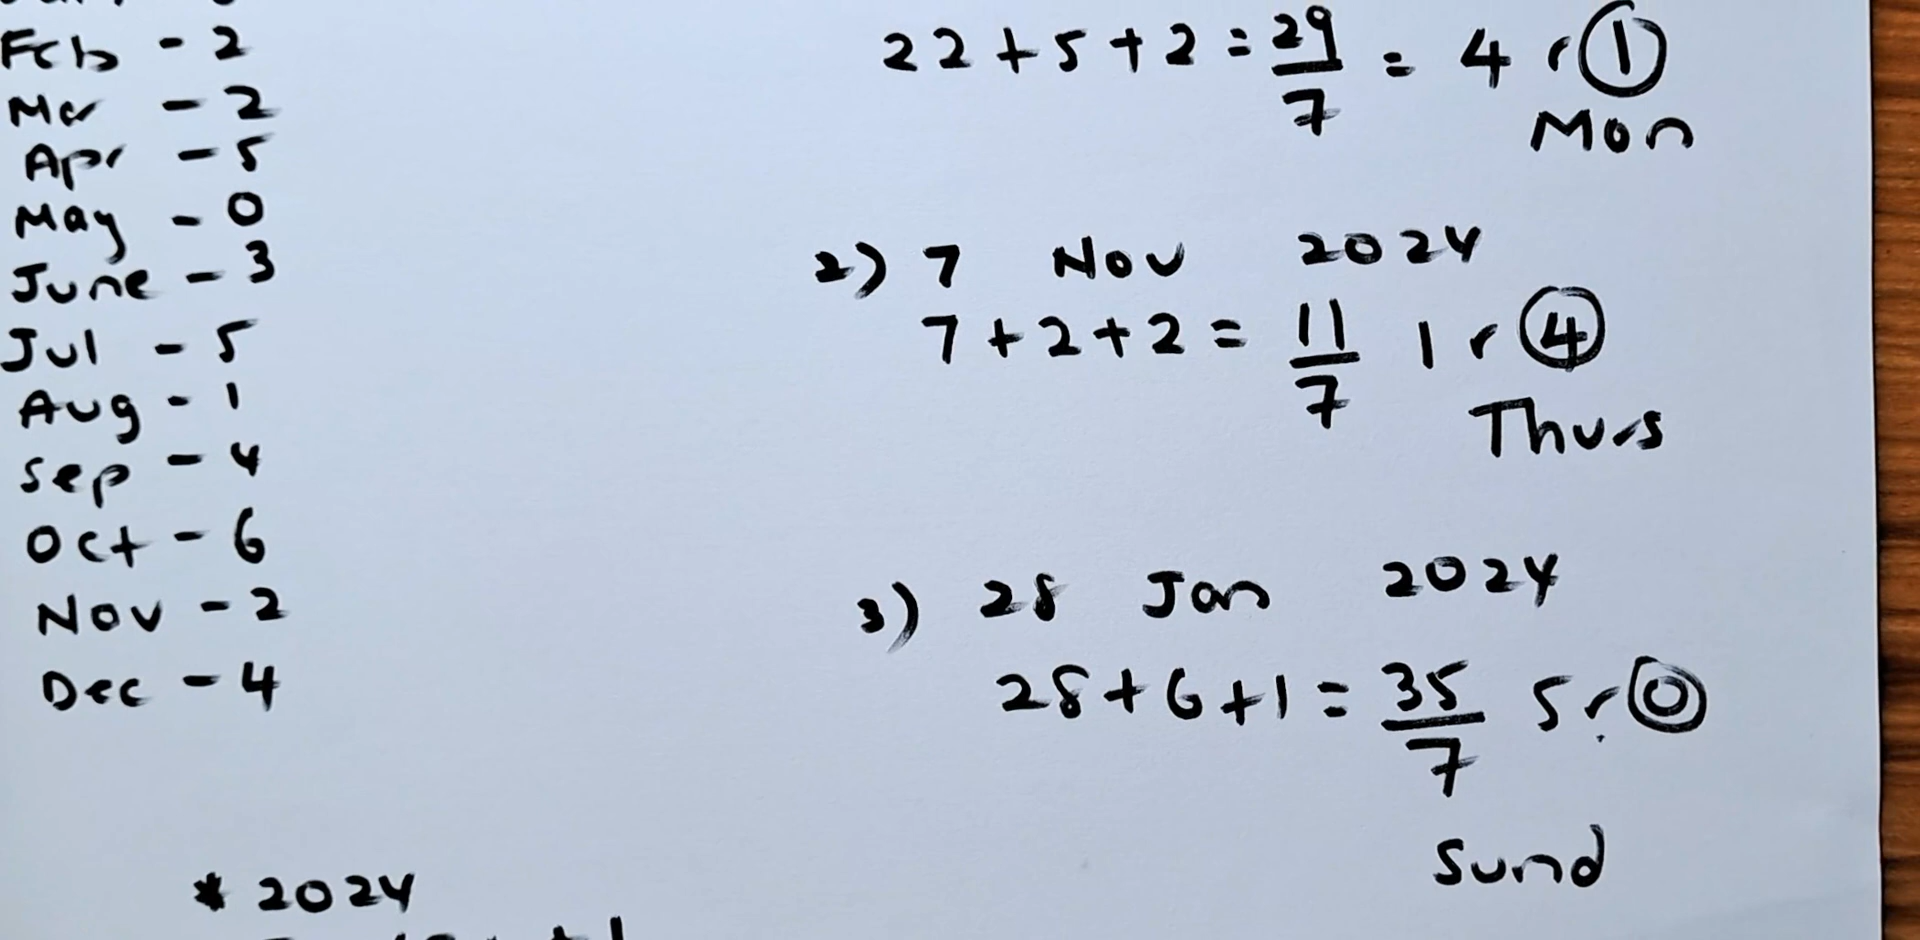 Feb - 2
Mar - 2
Apr - 5
May - 0
June - 3
Jul - 5
Aug - 1
Sep - 4
Oct - 6
Nov - 2
Dec - 4
* 2024
22 + 5 + 2 = 29/7 = 4 r 1
Mon
2) 7 Nov 2024
7 + 2 + 2 = 11/7 1 r 4
Thurs
3) 28 Jan 2024
28 + 6 + 1 = 35/7 5 r 0
Sund